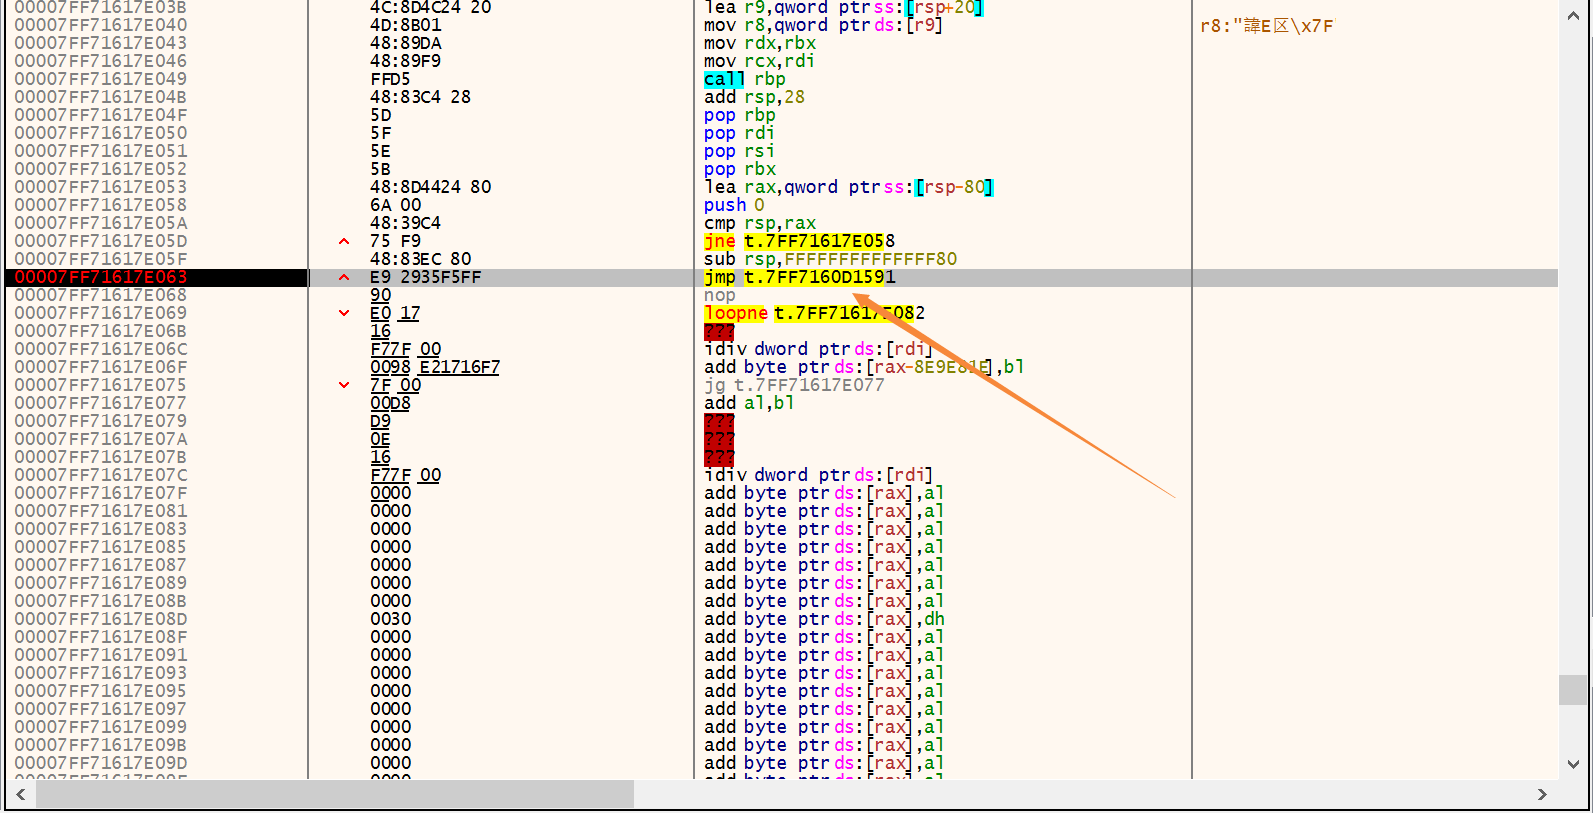 00007FF71617E03B 4C:8D4C24 20 lea r9,qword ptr ss:[rsp+20]
00007FF71617E040 4D:8B01 mov r8,qword ptr ds:[r9] r8:"諱E区\x7F
00007FF71617E043 48:89DA mov rdx,rbx
00007FF71617E046 48:89F9 mov rcx,rdi
00007FF71617E049 FFD5 call rbp
00007FF71617E04B 48:83C4 28 add rsp,28
00007FF71617E04F 5D pop rbp
00007FF71617E050 5F pop rdi
00007FF71617E051 5E pop rsi
00007FF71617E052 5B pop rbx
00007FF71617E053 48:8D4424 80 lea rax,qword ptr ss:[rsp-80]
00007FF71617E058 6A 00 push 0
00007FF71617E05A 48:39C4 cmp rsp,rax
00007FF71617E05D 75 F9 jne t.7FF71617E058
00007FF71617E05F 48:83EC 80 sub rsp,FFFFFFFFFFFFFF80
00007FF71617E063 E9 2935F5FF jmp t.7FF7160D1591
00007FF71617E068 90 nop
00007FF71617E069 E0 17 loopne t.7FF71617E082
00007FF71617E06B 16 ???
00007FF71617E06C F77F 00 idiv dword ptr ds:[rdi]
00007FF71617E06F 0098 E21716F7 add byte ptr ds:[rax-8E9E81E],bl
00007FF71617E075 7F 00 jg t.7FF71617E077
00007FF71617E077 00D8 add al,bl
00007FF71617E079 D9 ???
00007FF71617E07A 0E ???
00007FF71617E07B 16 ???
00007FF71617E07C F77F 00 idiv dword ptr ds:[rdi]
00007FF71617E07F 0000 add byte ptr ds:[rax],al
00007FF71617E081 0000 add byte ptr ds:[rax],al
00007FF71617E083 0000 add byte ptr ds:[rax],al
00007FF71617E085 0000 add byte ptr ds:[rax],al
00007FF71617E087 0000 add byte ptr ds:[rax],al
00007FF71617E089 0000 add byte ptr ds:[rax],al
00007FF71617E08B 0000 add byte ptr ds:[rax],al
00007FF71617E08D 0030 add byte ptr ds:[rax],dh
00007FF71617E08F 0000 add byte ptr ds:[rax],al
00007FF71617E091 0000 add byte ptr ds:[rax],al
00007FF71617E093 0000 add byte ptr ds:[rax],al
00007FF71617E095 0000 add byte ptr ds:[rax],al
00007FF71617E097 0000 add byte ptr ds:[rax],al
00007FF71617E099 0000 add byte ptr ds:[rax],al
00007FF71617E09B 0000 add byte ptr ds:[rax],al
00007FF71617E09D 0000 add byte ptr ds:[rax],al